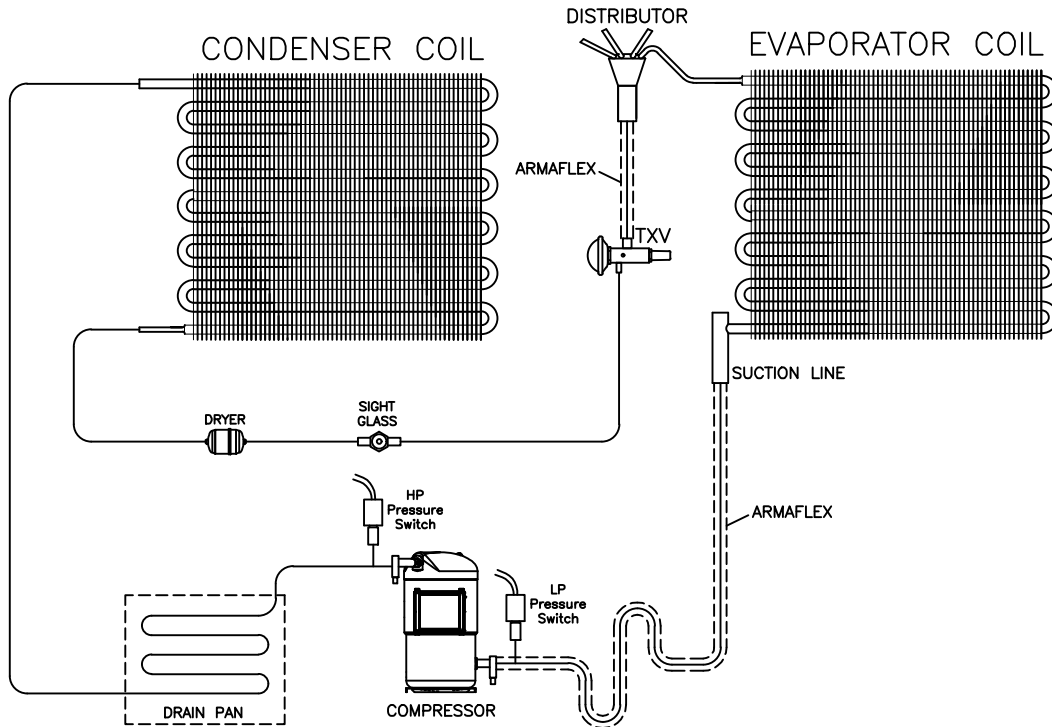 DISTRIBUTOR
CONDENSER COIL
EVAPORATOR COIL
ARMAFLEX
TXV
SUCTION LINE
DRYER
SIGHT
GLASS
HP
Pressure
Switch
ARMAFLEX
LP
Pressure
Switch
DRAIN PAN
COMPRESSOR